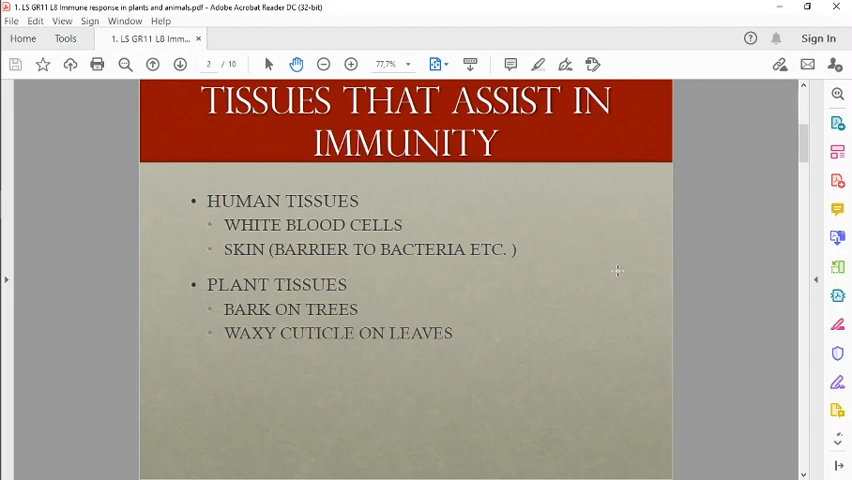 1. LS GR11 L8 Immune response in plants and animals.pdf - Adobe Acrobat Reader DC (32-bit)
File Edit View Sign Window Help
Home Tools 1. LS GR11 L8 Imm... × Sign In
2 / 10 77,7%
TISSUES THAT ASSIST IN
IMMUNITY
• HUMAN TISSUES
• WHITE BLOOD CELLS
• SKIN (BARRIER TO BACTERIA ETC. )
• PLANT TISSUES
• BARK ON TREES
• WAXY CUTICLE ON LEAVES